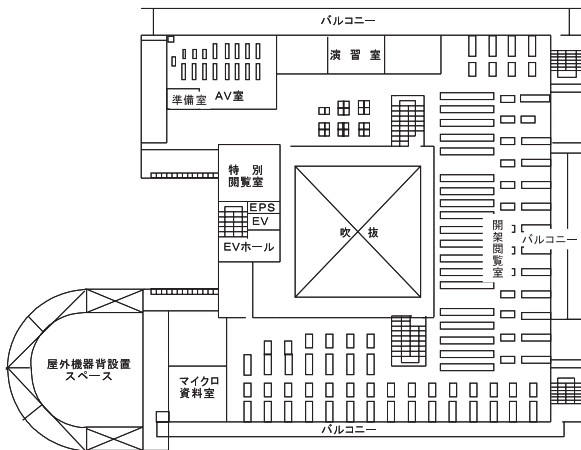 バルコニー
演習室
準備室
AV室
特別
閲覧室
EPS
EV
EVホール
吹抜
開架閲覧室
バルコニー
屋外機器背設置
スペース
マイクロ
資料室
バルコニー